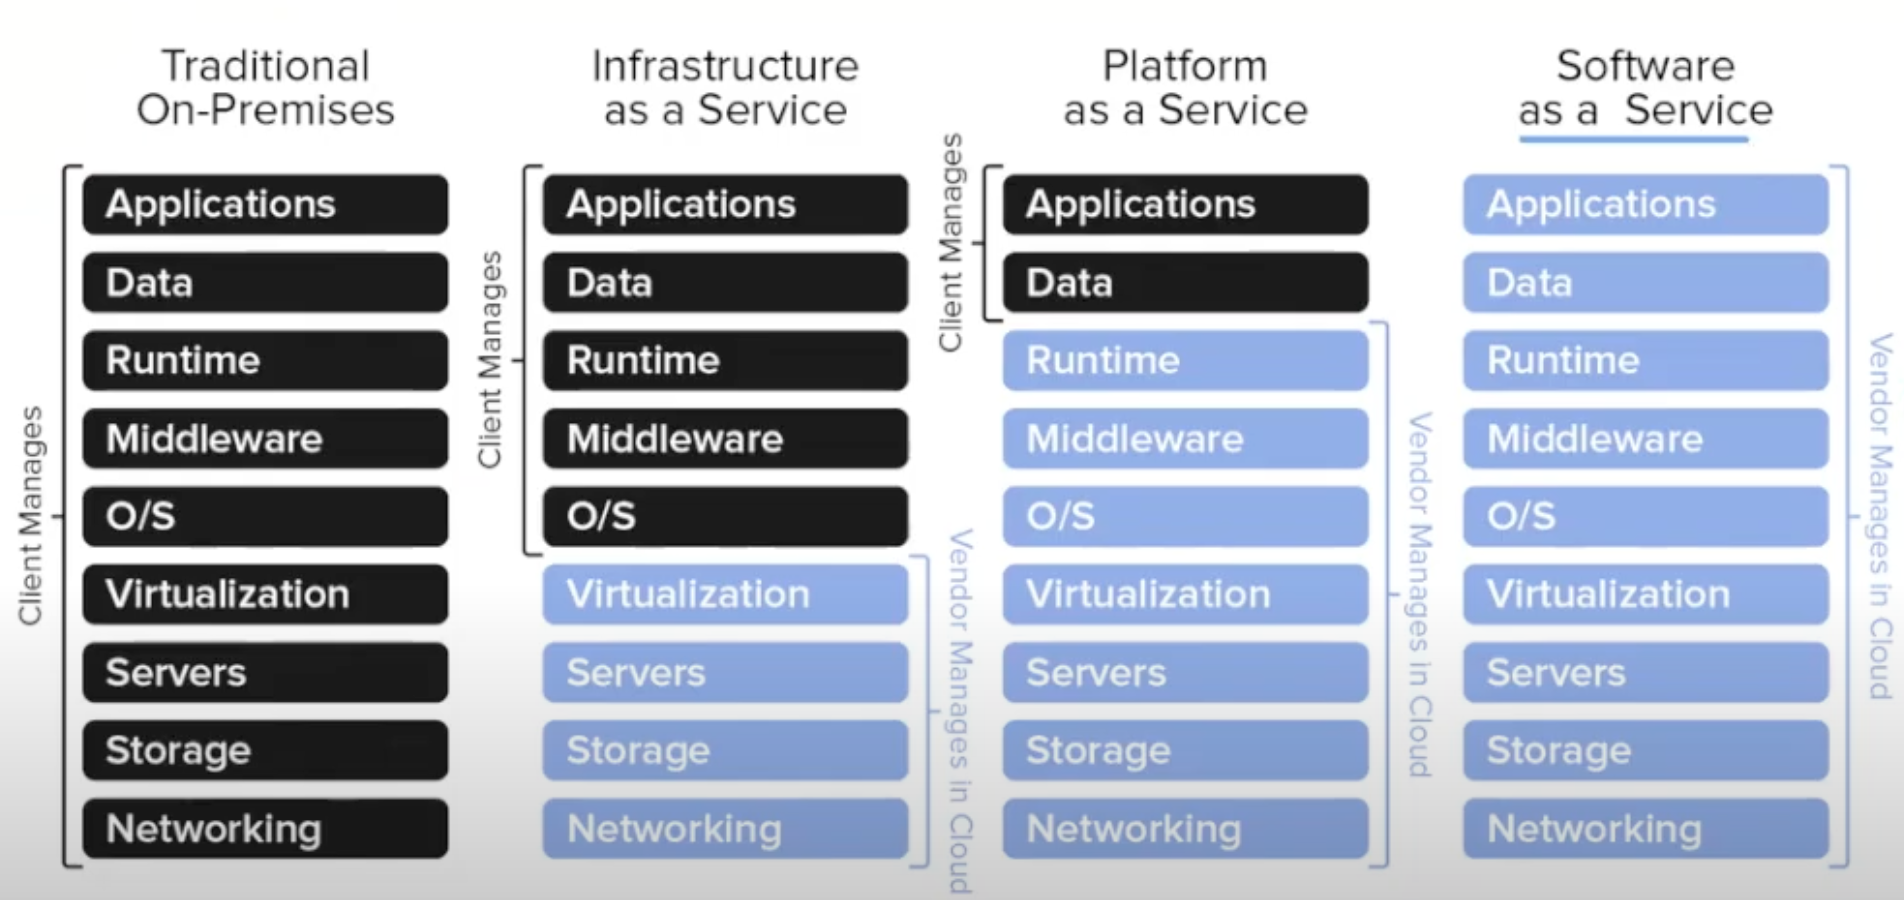 Traditional
On-Premises
Client Manages
Applications
Data
Runtime
Middleware
O/S
Virtualization
Servers
Storage
Networking
Infrastructure
as a Service
Client Manages
Applications
Data
Runtime
Middleware
O/S
Virtualization
Servers
Storage
Networking
Vendor Manages in Cloud
Platform
as a Service
Client Manages
Applications
Data
Runtime
Middleware
O/S
Virtualization
Servers
Storage
Networking
Vendor Manages in Cloud
Software
as a Service
Applications
Data
Runtime
Middleware
O/S
Virtualization
Servers
Storage
Networking
Vendor Manages in Cloud